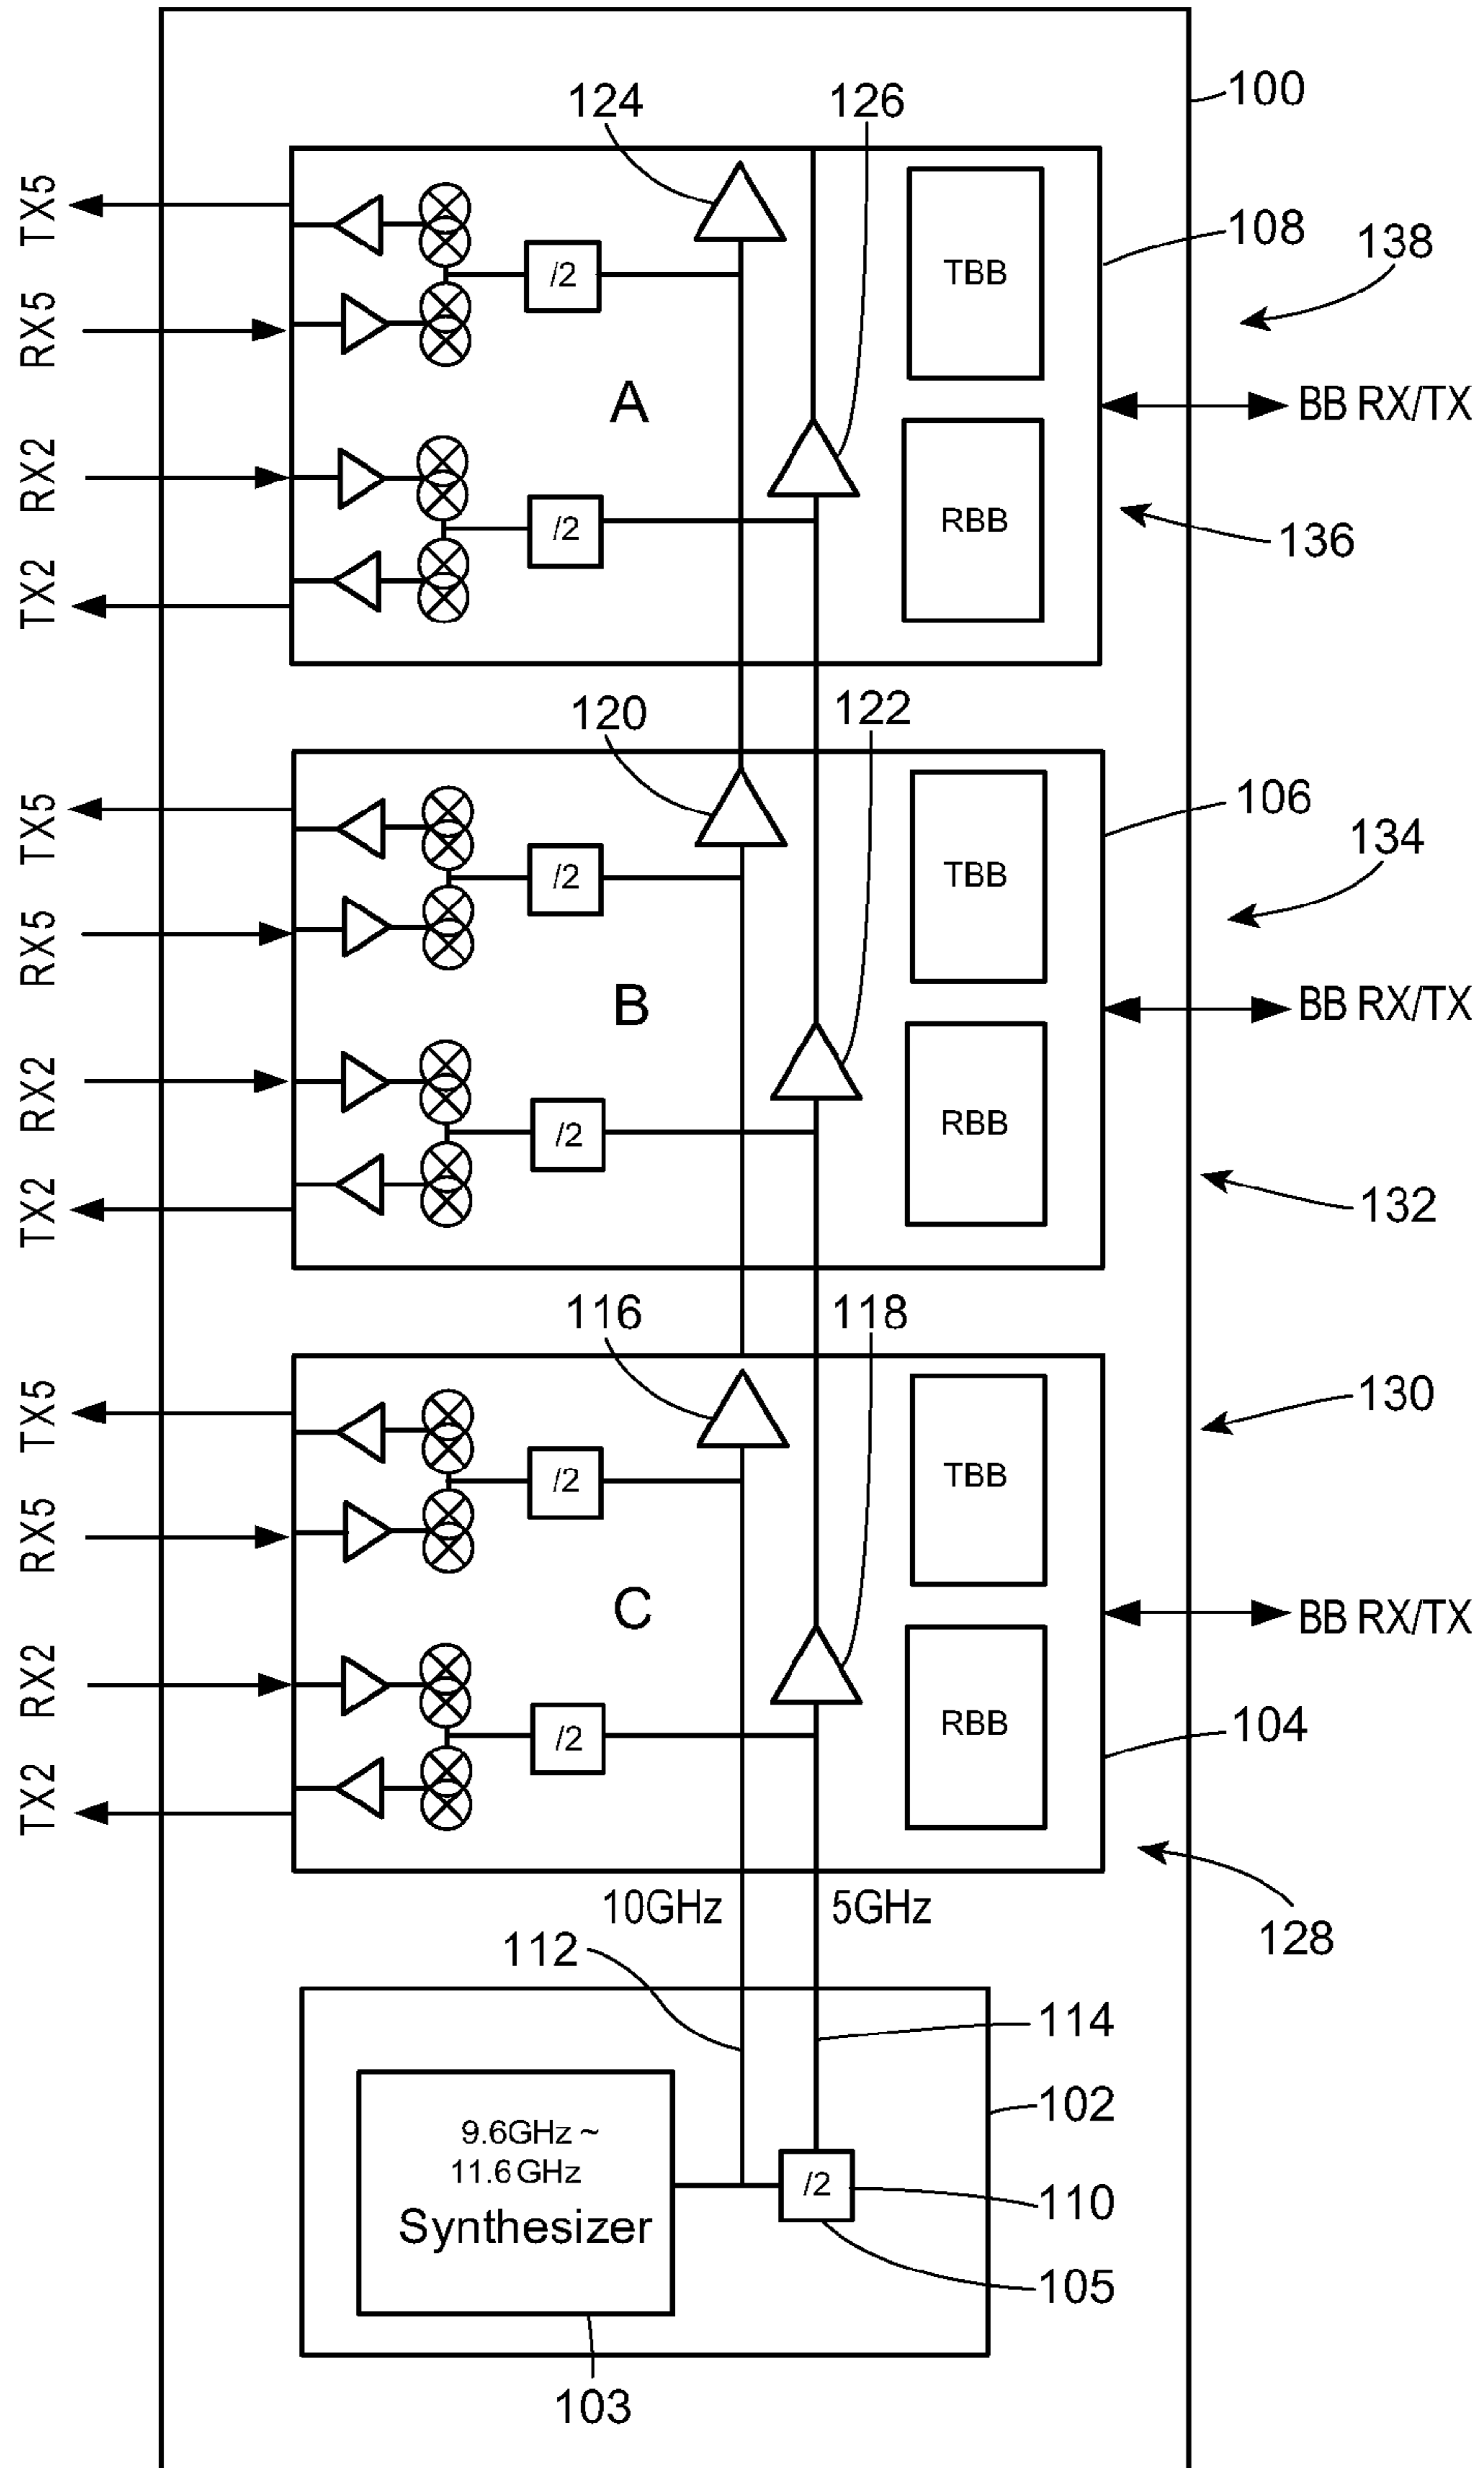 100
124
126
TX5
RX5
RX2
TX2
/2
/2
A
TBB
RBB
108
138
BB RX/TX
136
120
122
TX5
RX5
RX2
TX2
/2
/2
B
TBB
RBB
106
134
BB RX/TX
132
116
118
TX5
RX5
RX2
TX2
/2
/2
C
TBB
RBB
130
BB RX/TX
104
128
10GHz
5GHz
112
114
102
9.6GHz ~
11.6 GHz
Synthesizer
/2
110
105
103